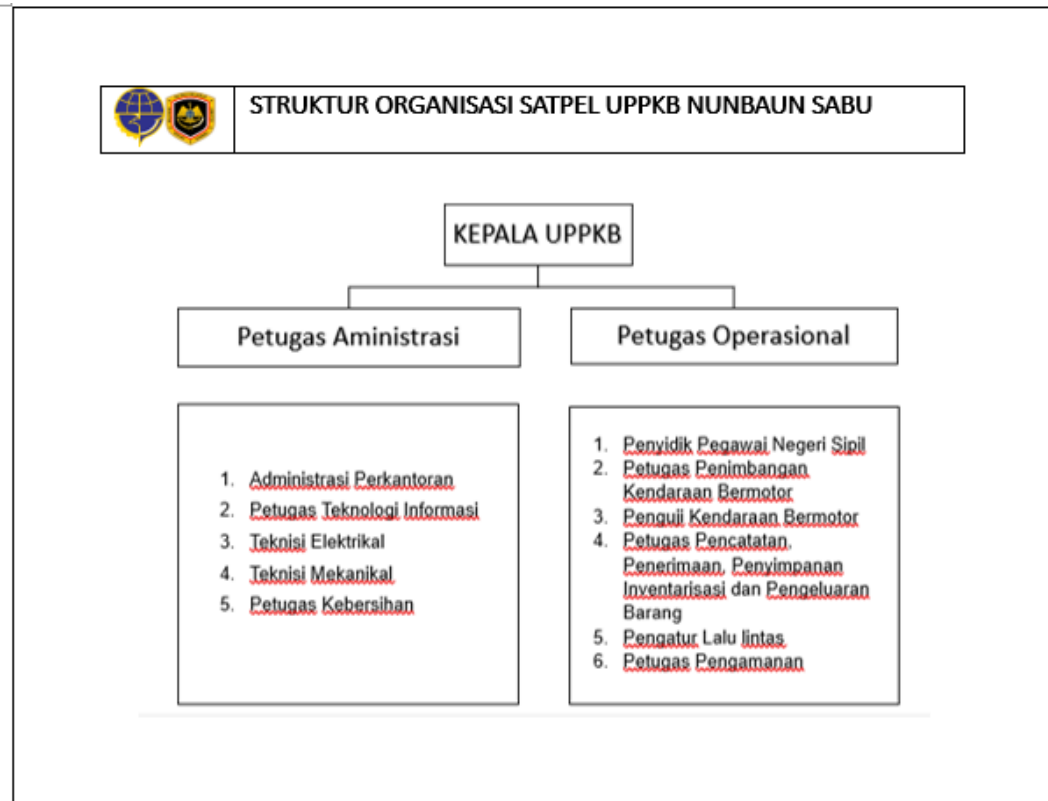 STRUKTUR ORGANISASI SATPEL UPPKB NUNBAUN SABU
KEPALA UPPKB
Petugas Aministrasi
Petugas Operasional
1. Administrasi Perkantoran
2. Petugas Teknologi Informasi
3. Teknisi Elektrikal
4. Teknisi Mekanikal
5. Petugas Kebersihan
1. Penyidik Pegawai Negeri Sipil
2. Petugas Penimbangan
Kendaraan Bermotor
3. Penguji Kendaraan Bermotor
4. Petugas Pencatatan,
Penerimaan, Penyimpanan
Inventarisasi dan Pengeluaran
Barang
5. Pengatur Lalu lintas
6. Petugas Pengamanan